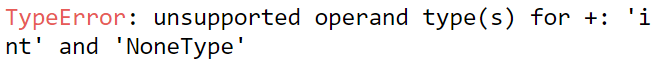 TypeError: unsupported operand type(s) for +: 'i
nt' and 'NoneType'